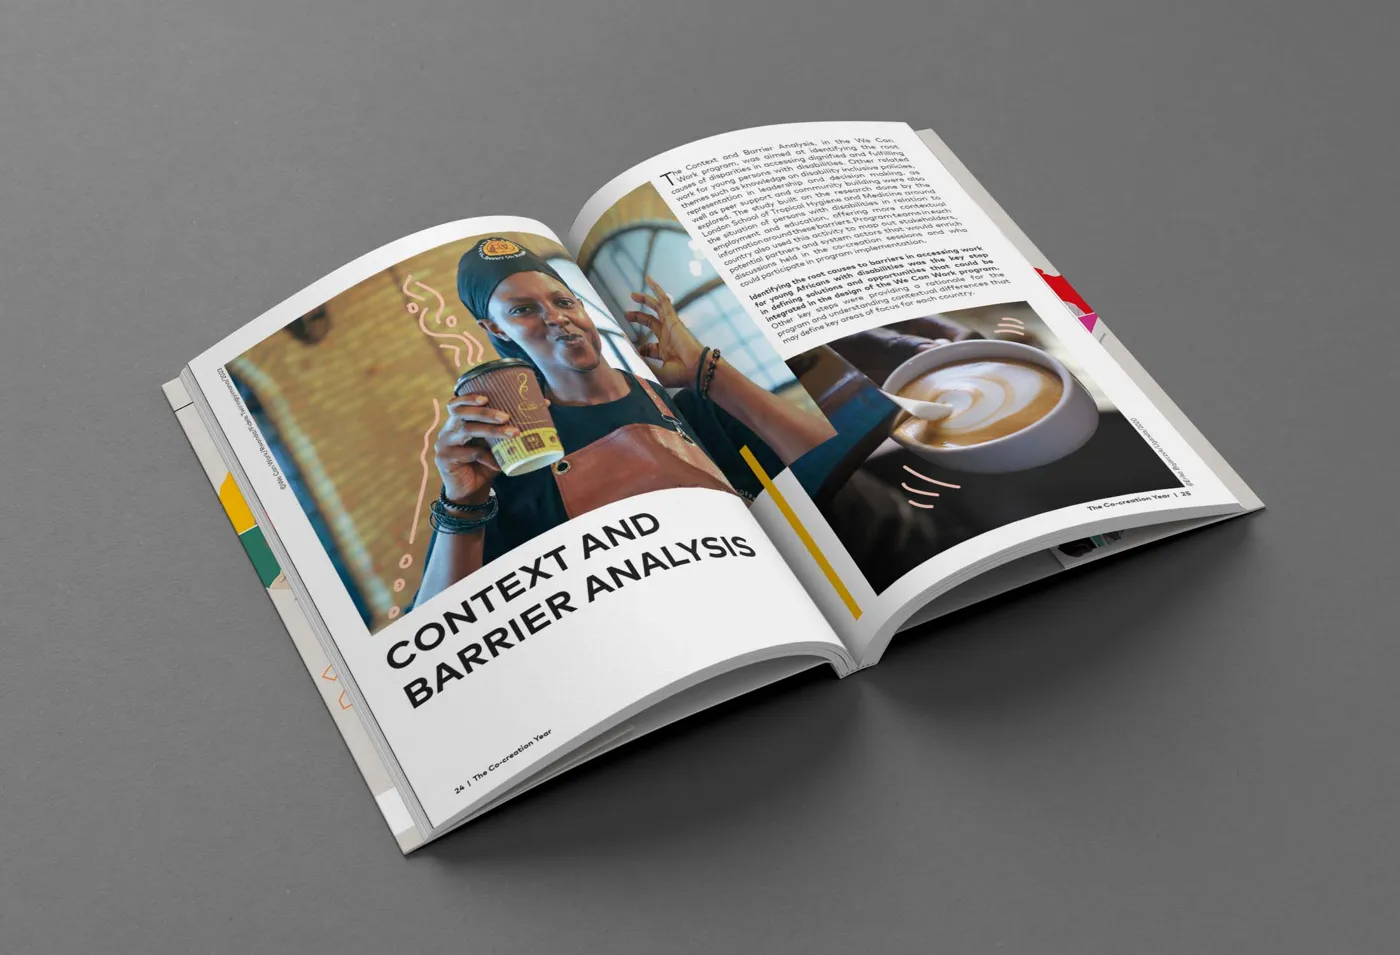 CONTEXT AND
BARRIER ANALYSIS
24 | The Co-creation Year
The Context and Barrier Analysis, in the We Can
Work program, was aimed at identifying the root
causes of disparities in accessing dignified and fulfilling
work for young persons with disabilities. Other related
themes such as knowledge on disability inclusive policies,
representation in leadership and decision making, as
well as peer support and community building were also
explored. The study built on the research done by the
London School of Tropical Hygiene and Medicine around
the situation of persons with disabilities in relation to
employment and education, offering more contextual
information around these barriers. Program teams in each
country also used this activity to map out stakeholders,
potential partners and system actors that would enrich
discussions held in the co-creation sessions and who
could participate in program implementation.
Identifying the root causes to barriers in accessing work
for young Africans with disabilities was the key step
in defining solutions and opportunities that could be
integrated in the design of the We Can Work program.
Other key steps were providing a rationale for the
program and understanding contextual differences that
may define key areas of focus for each country.
The Co-creation Year | 25